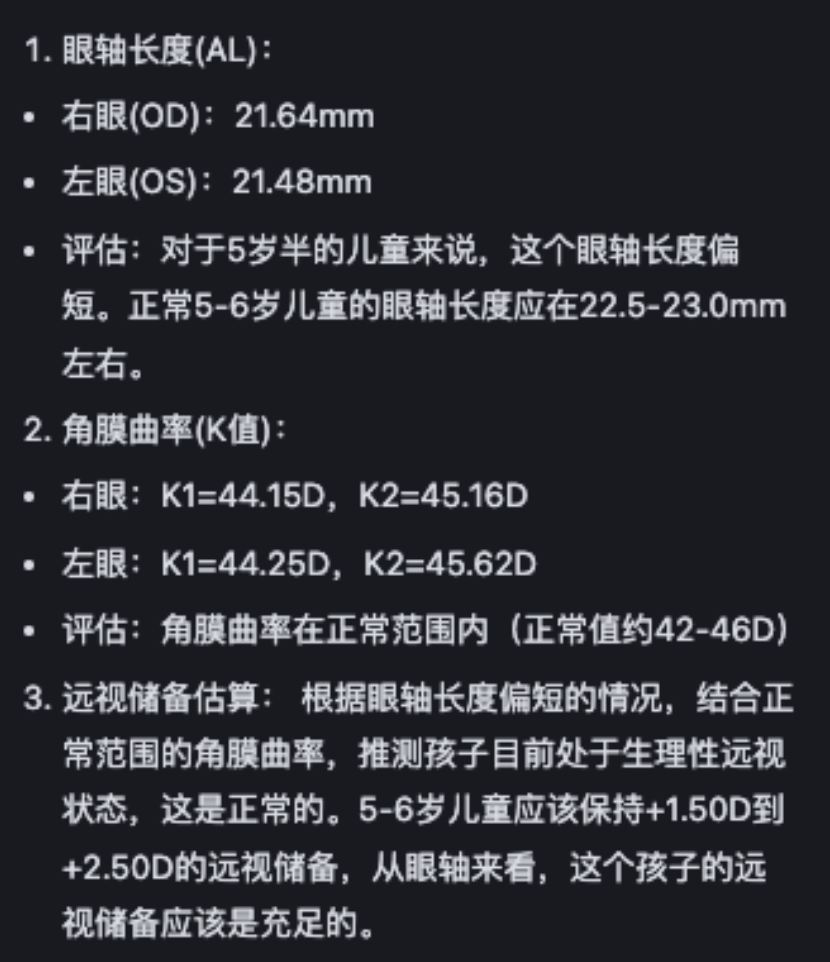 1. 眼轴长度(AL)：
• 右眼(OD)：21.64mm
• 左眼(OS)：21.48mm
• 评估：对于5岁半的儿童来说，这个眼轴长度偏
短。正常5-6岁儿童的眼轴长度应在22.5-23.0mm
左右。
2. 角膜曲率(K值)：
• 右眼：K1=44.15D，K2=45.16D
• 左眼：K1=44.25D，K2=45.62D
• 评估：角膜曲率在正常范围内（正常值约42-46D）
3. 远视储备估算： 根据眼轴长度偏短的情况，结合正
常范围的角膜曲率，推测孩子目前处于生理性远视
状态，这是正常的。5-6岁儿童应该保持+1.50D到
+2.50D的远视储备，从眼轴来看，这个孩子的远
视储备应该是充足的。